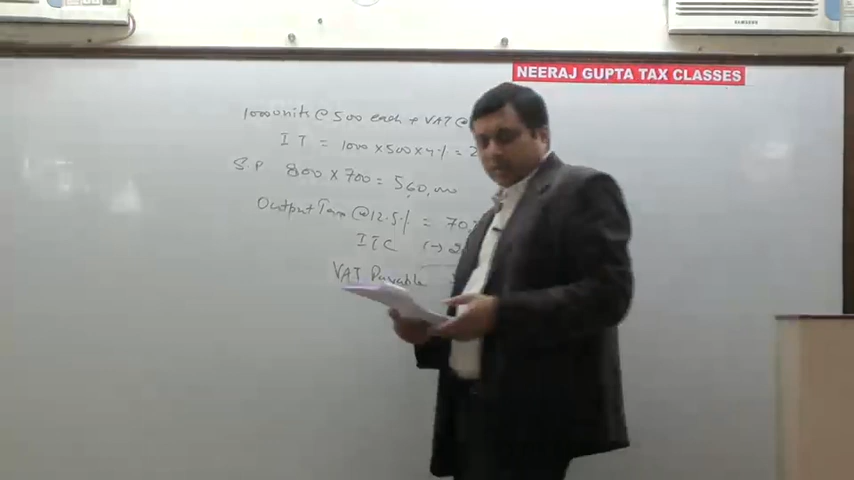 NEERAJ GUPTA TAX CLASSES
1000 units @ 500 each + VAT @
IT = 1000 x 500 x 4% = 2
S.P 800 x 700 = 560,000
Output Tax @ 12.5% = 70,
ITC (-) 2
VAT Payable
SAMSUNG